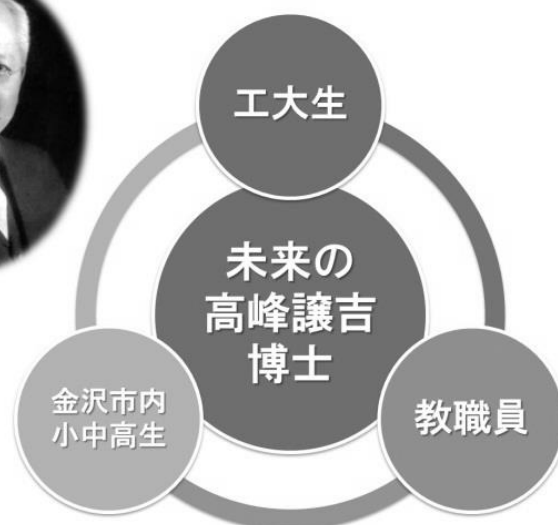 工大生
未来の
高峰譲吉
博士
金沢市内
小中高生
教職員